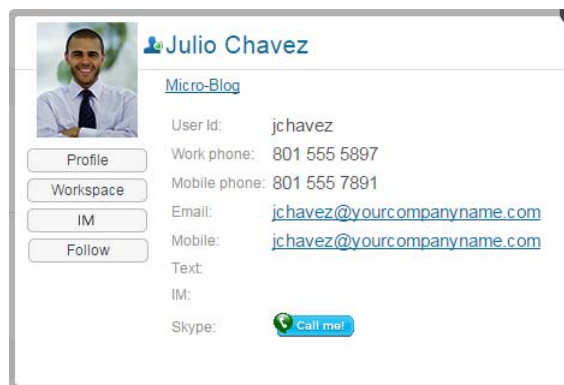 Julio Chavez
Micro-Blog
User Id: jchavez
Work phone: 801 555 5897
Mobile phone: 801 555 7891
Email: jchavez@yourcompanyname.com
Mobile: jchavez@yourcompanyname.com
Text:
IM:
Skype: Call me!
Profile
Workspace
IM
Follow